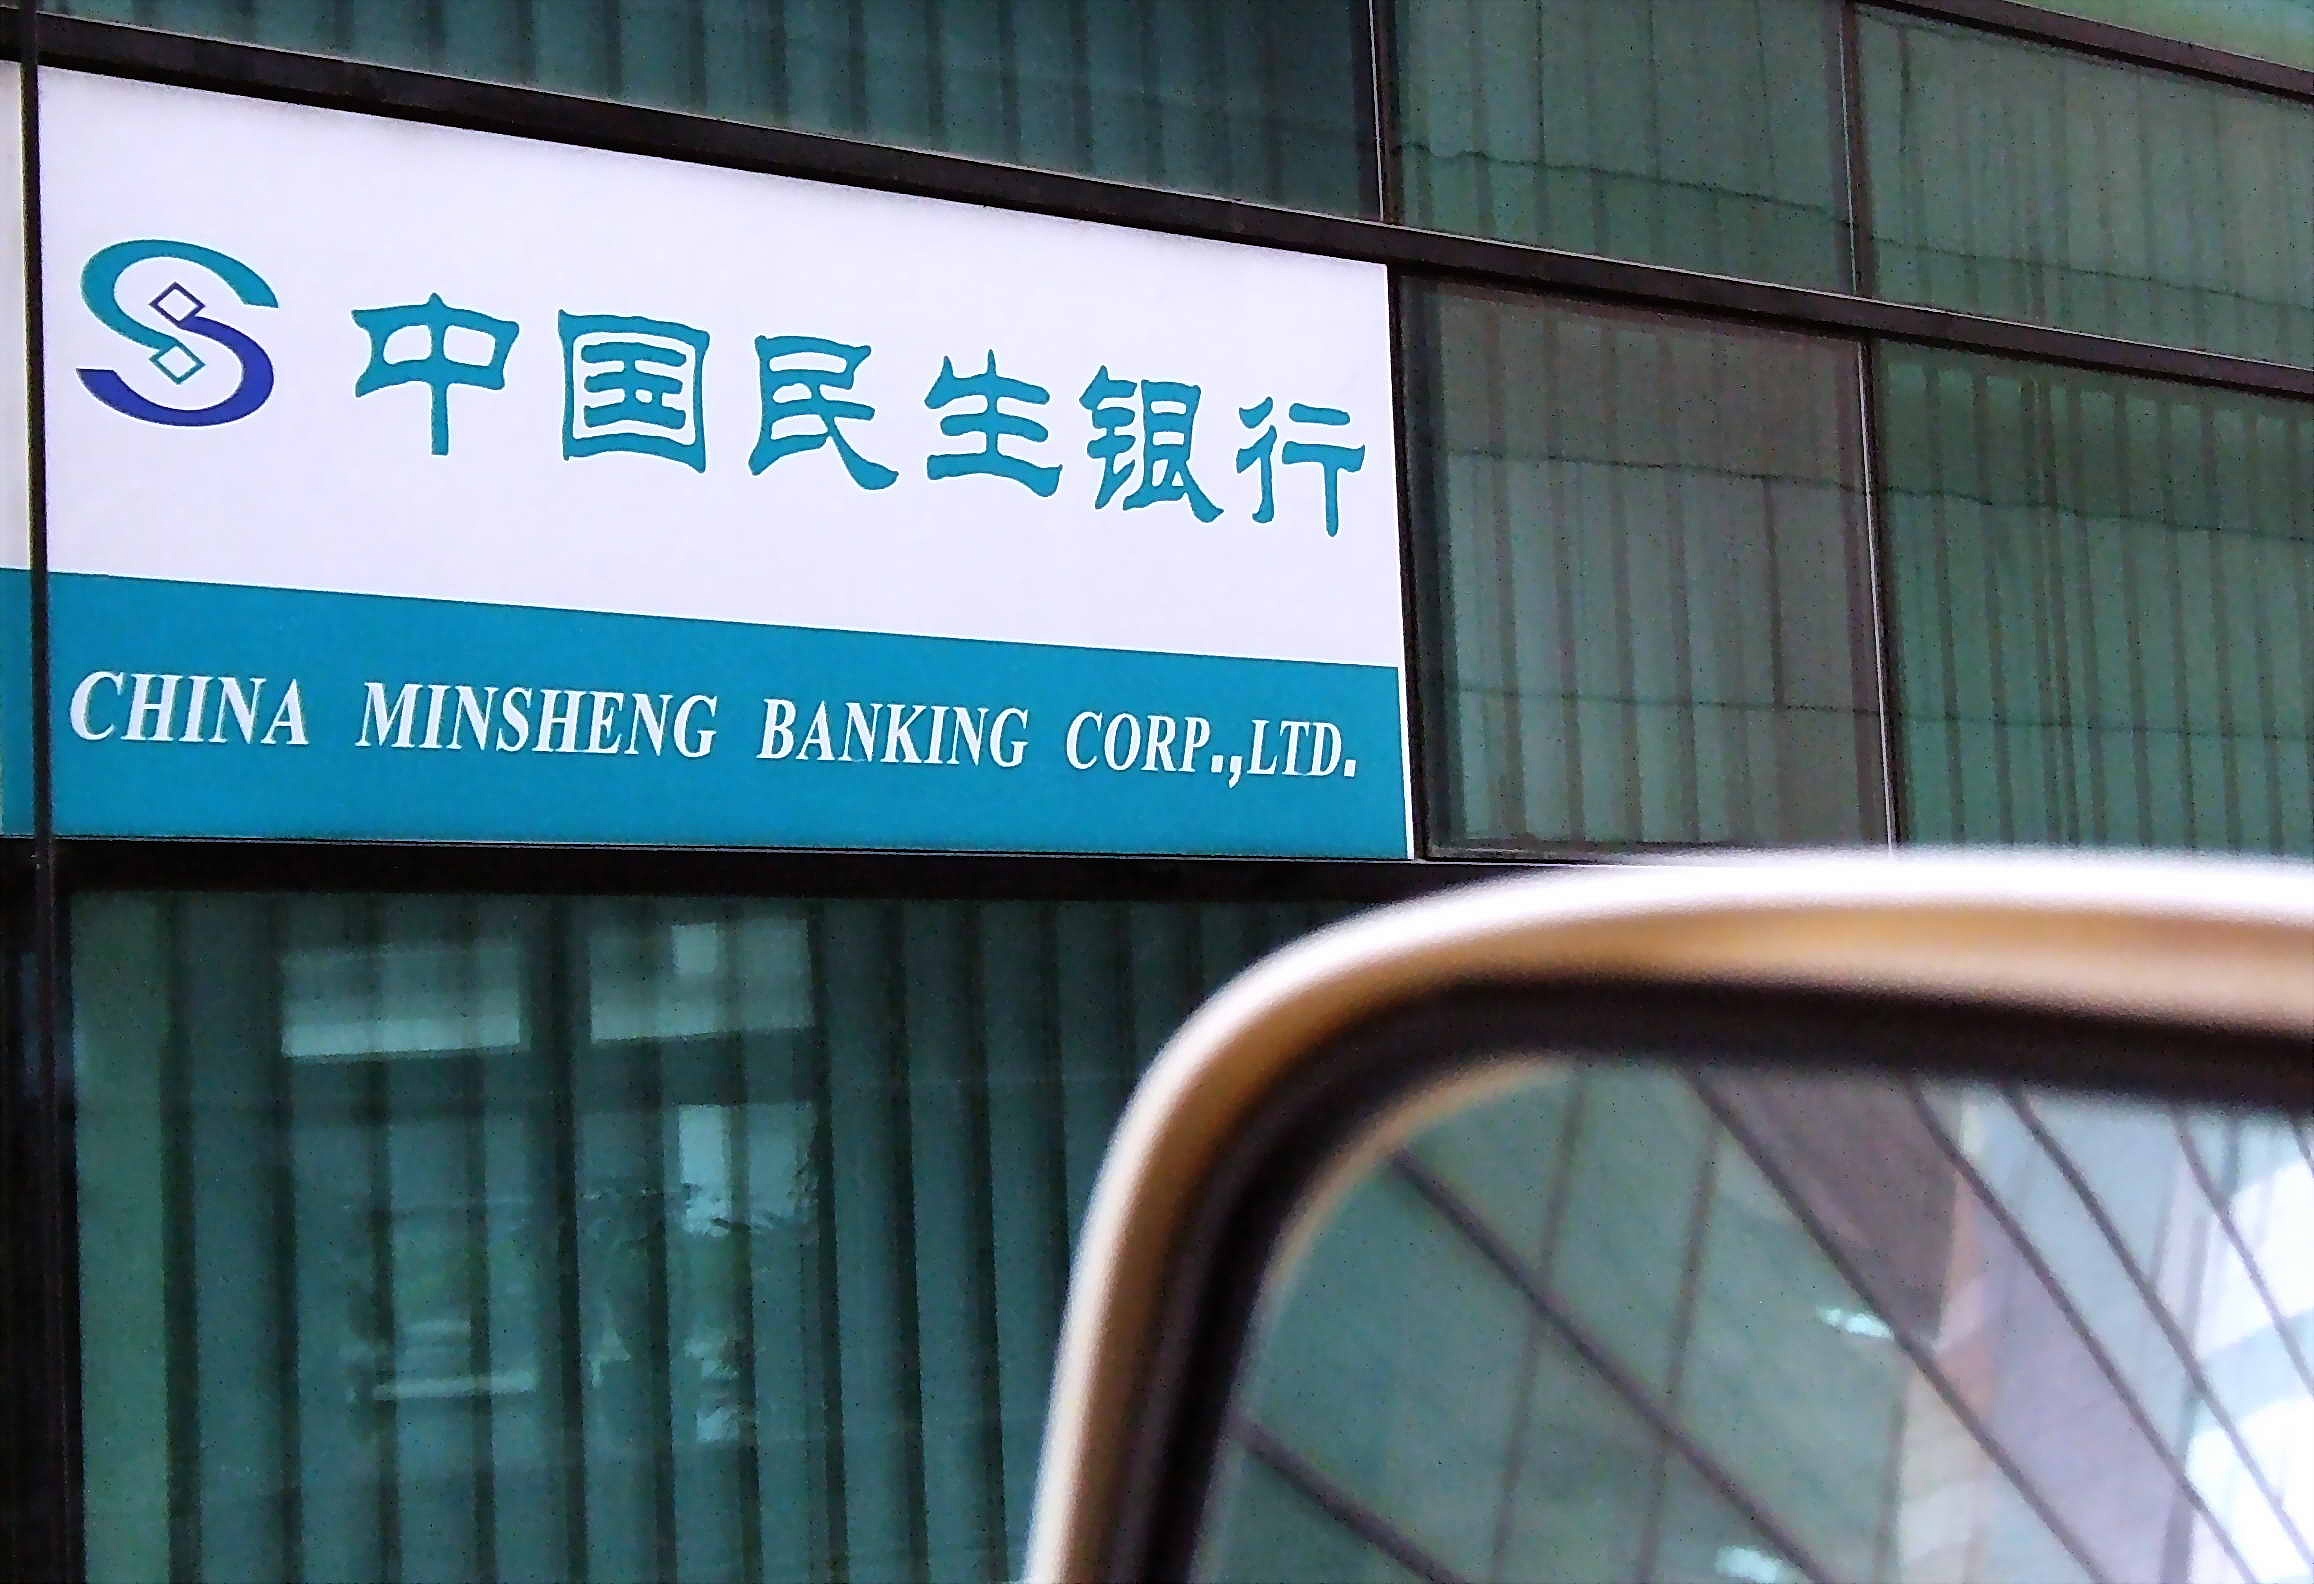 中国民生银行
CHINA MINSHENG BANKING CORP.,LTD.